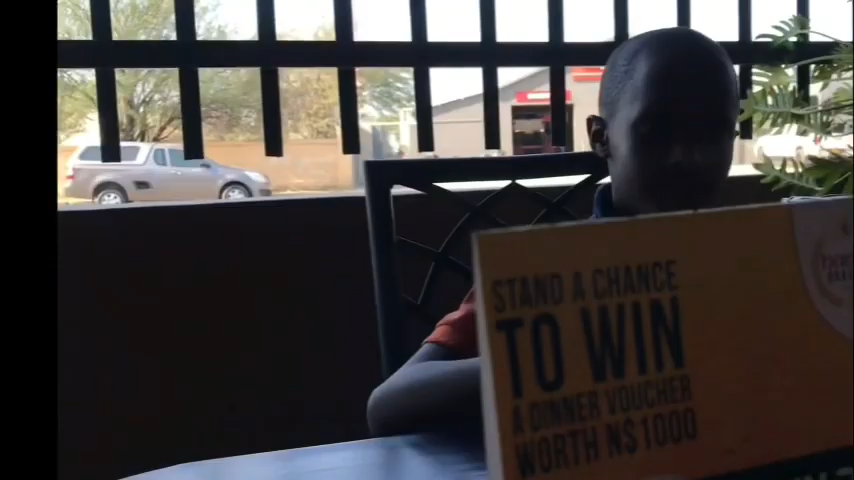 STAND A CHANCE
TO WIN
A DINNER VOUCHER
WORTH N$1000